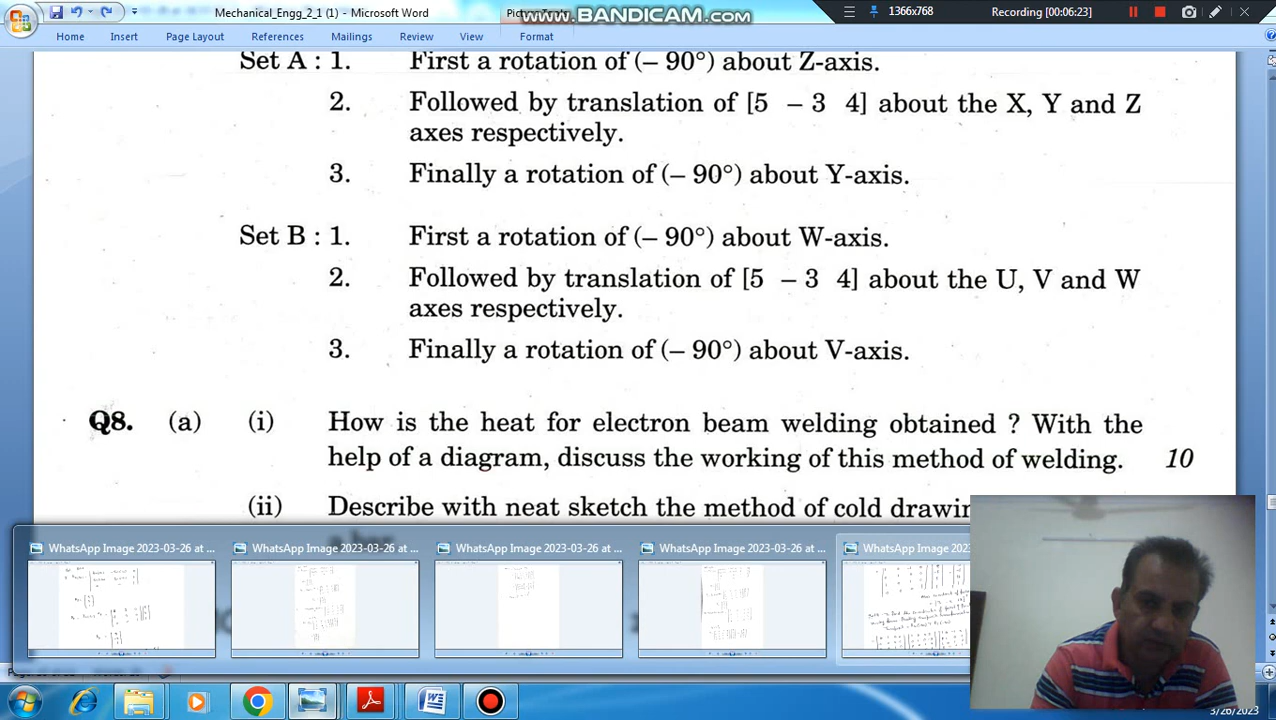 Mechanical_Engg_2_1 (1) - Microsoft Word
Pic
www.BANDICAM.com
1366x768
Recording [00:06:23]
Home Insert Page Layout References Mailings Review View Format
Set A : 1. First a rotation of (– 90°) about Z-axis.
2. Followed by translation of [5 – 3 4] about the X, Y and Z
axes respectively.
3. Finally a rotation of (– 90°) about Y-axis.
Set B : 1. First a rotation of (– 90°) about W-axis.
2. Followed by translation of [5 – 3 4] about the U, V and W
axes respectively.
3. Finally a rotation of (– 90°) about V-axis.
Q8. (a) (i) How is the heat for electron beam welding obtained ? With the
help of a diagram, discuss the working of this method of welding. 10
(ii) Describe with neat sketch the method of cold drawin
WhatsApp Image 2023-03-26 at ...
WhatsApp Image 2023-03-26 at ...
WhatsApp Image 2023-03-26 at ...
WhatsApp Image 2023-03-26 at ...
WhatsApp Image 2023-03-26
3/26/2023